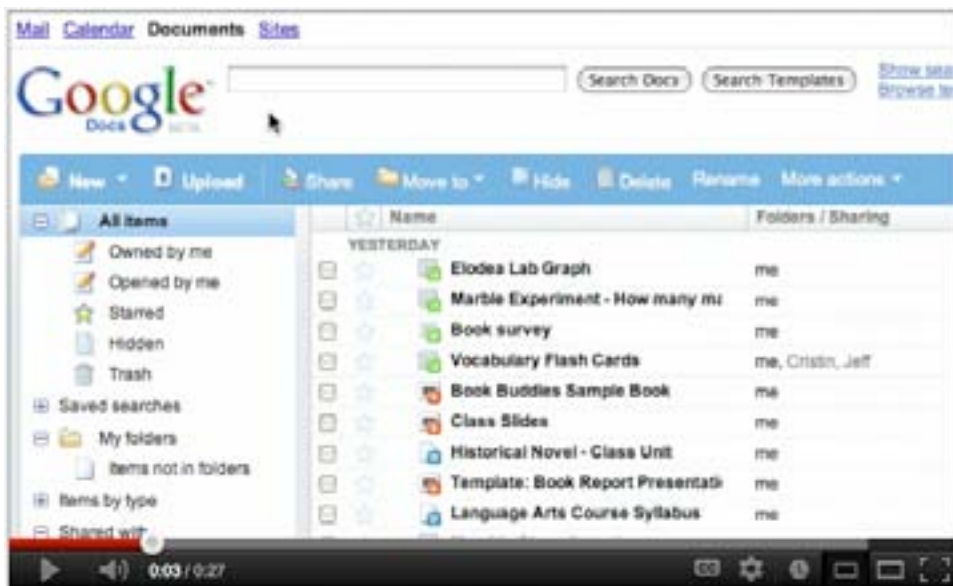 Mail Calendar Documents Sites
Google Docs BETA
Search Docs Search Templates
Show sea
Browse te
New Upload Share Move to Hide Delete Rename More actions
All items
Owned by me
Opened by me
Starred
Hidden
Trash
Saved searches
My folders
Items not in folders
Items by type
Shared with
Name Folders / Sharing
YESTERDAY
Elodea Lab Graph me
Marble Experiment - How many ma me
Book survey me
Vocabulary Flash Cards me, Cristin, Jeff
Book Buddies Sample Book me
Class Slides me
Historical Novel - Class Unit me
Template: Book Report Presentati me
Language Arts Course Syllabus me
0:03 / 0:27
CC